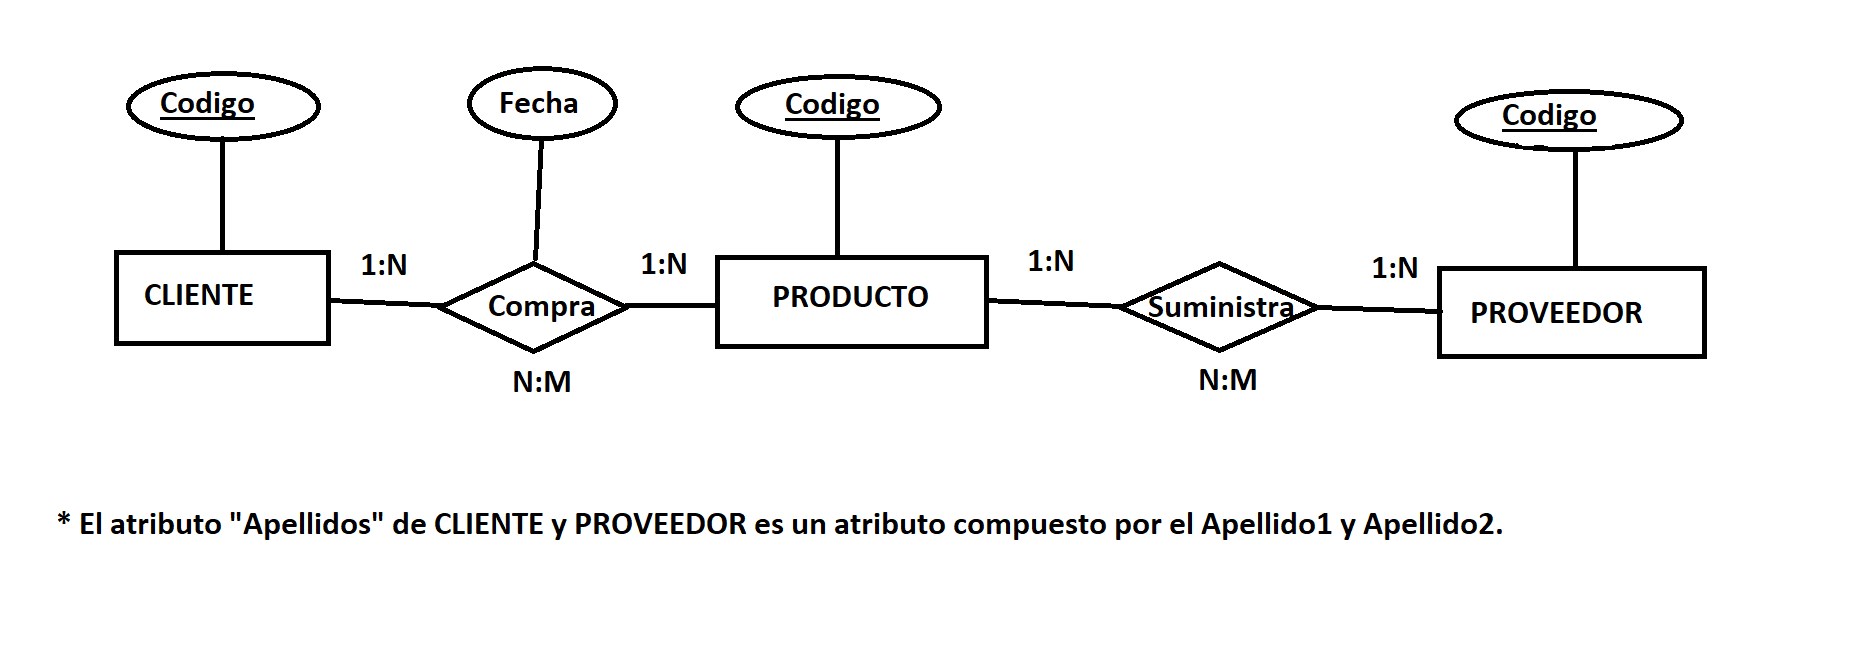 Codigo
Fecha
Codigo
Codigo
1:N
1:N
1:N
1:N
CLIENTE
Compra
PRODUCTO
Suministra
PROVEEDOR
N:M
N:M
* El atributo "Apellidos" de CLIENTE y PROVEEDOR es un atributo compuesto por el Apellido1 y Apellido2.